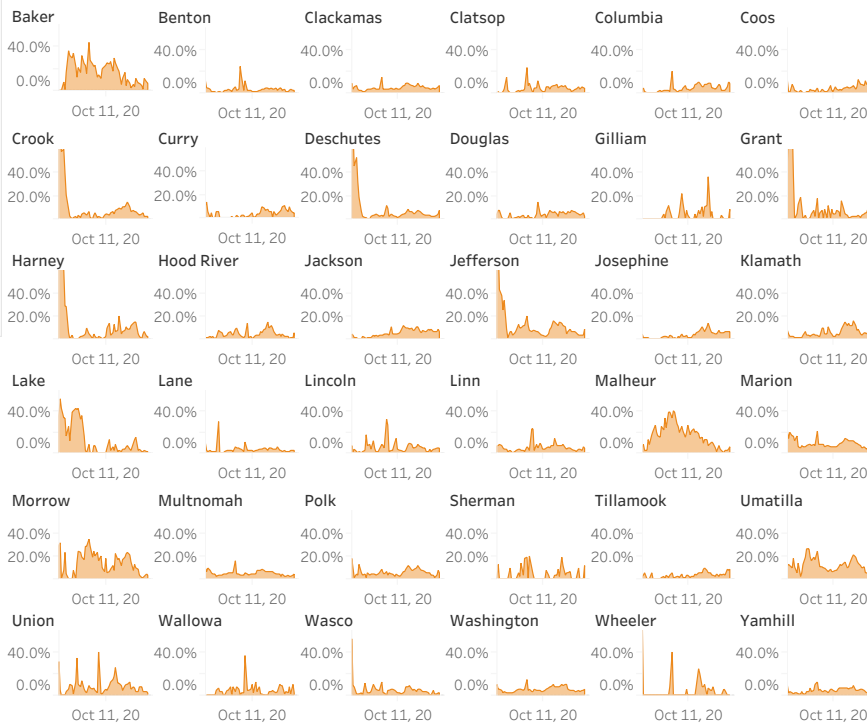 Baker Benton Clackamas Clatsop Columbia Coos
40.0% 40.0% 40.0% 40.0% 40.0% 40.0%
0.0% 0.0% 0.0% 0.0% 0.0% 0.0%
Oct 11, 20 Oct 11, 20 Oct 11, 20 Oct 11, 20 Oct 11, 20 Oct 11, 20
Crook Curry Deschutes Douglas Gilliam Grant
40.0% 40.0% 40.0% 40.0% 40.0% 40.0%
20.0% 20.0% 20.0% 20.0% 20.0% 20.0%
Oct 11, 20 Oct 11, 20 Oct 11, 20 Oct 11, 20 Oct 11, 20 Oct 11, 20
Harney Hood River Jackson Jefferson Josephine Klamath
40.0% 40.0% 40.0% 40.0% 40.0% 40.0%
20.0% 20.0% 20.0% 20.0% 20.0% 20.0%
Oct 11, 20 Oct 11, 20 Oct 11, 20 Oct 11, 20 Oct 11, 20 Oct 11, 20
Lake Lane Lincoln Linn Malheur Marion
40.0% 40.0% 40.0% 40.0% 40.0% 40.0%
0.0% 0.0% 0.0% 0.0% 0.0% 0.0%
Oct 11, 20 Oct 11, 20 Oct 11, 20 Oct 11, 20 Oct 11, 20 Oct 11, 20
Morrow Multnomah Polk Sherman Tillamook Umatilla
40.0% 40.0% 40.0% 40.0% 40.0% 40.0%
20.0% 20.0% 20.0% 20.0% 20.0% 20.0%
Oct 11, 20 Oct 11, 20 Oct 11, 20 Oct 11, 20 Oct 11, 20 Oct 11, 20
Union Wallowa Wasco Washington Wheeler Yamhill
40.0% 40.0% 40.0% 40.0% 40.0% 40.0%
0.0% 0.0% 0.0% 0.0% 0.0% 0.0%
Oct 11, 20 Oct 11, 20 Oct 11, 20 Oct 11, 20 Oct 11, 20 Oct 11, 20